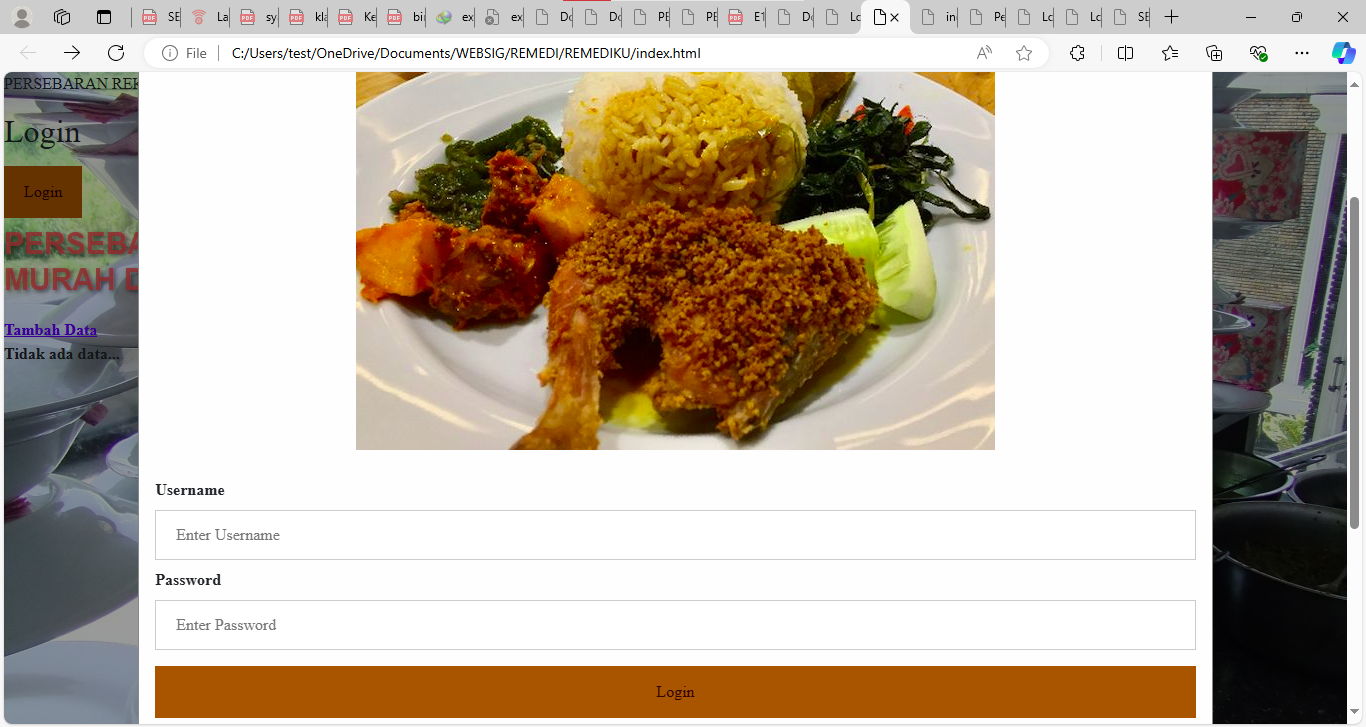 SE
La
sy
kla
Ke
bi
ex
ex
Do
Do
PE
PE
E1
Do
Lo
in
Pe
Lo
Lo
SE
File
C:/Users/test/OneDrive/Documents/WEBSIG/REMEDI/REMEDIKU/index.html
PERSEBARAN REK
Login
Login
PERSEBA
MURAH D
Tambah Data
Tidak ada data...
Username
Enter Username
Password
Enter Password
Login